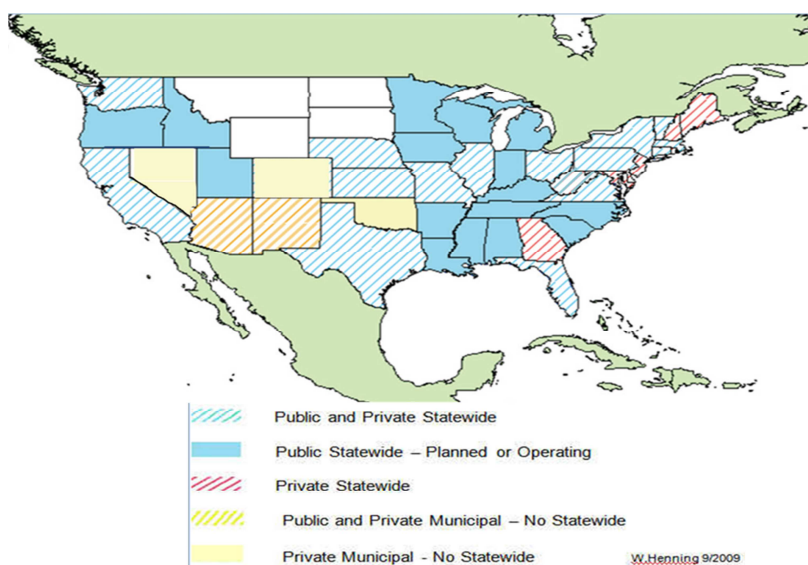 Public and Private Statewide
Public Statewide – Planned or Operating
Private Statewide
Public and Private Municipal – No Statewide
Private Municipal - No Statewide
W.Henning 9/2009